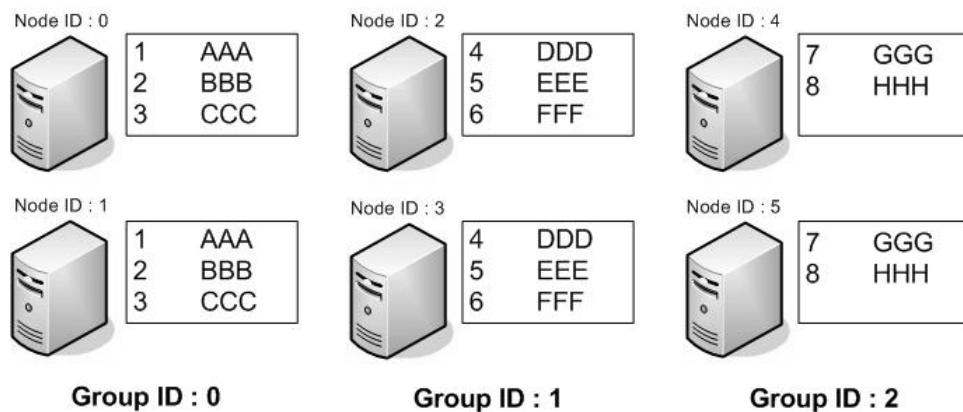 Node ID : 0
1 AAA
2 BBB
3 CCC
Node ID : 2
4 DDD
5 EEE
6 FFF
Node ID : 4
7 GGG
8 HHH
Node ID : 1
1 AAA
2 BBB
3 CCC
Node ID : 3
4 DDD
5 EEE
6 FFF
Node ID : 5
7 GGG
8 HHH
Group ID : 0
Group ID : 1
Group ID : 2